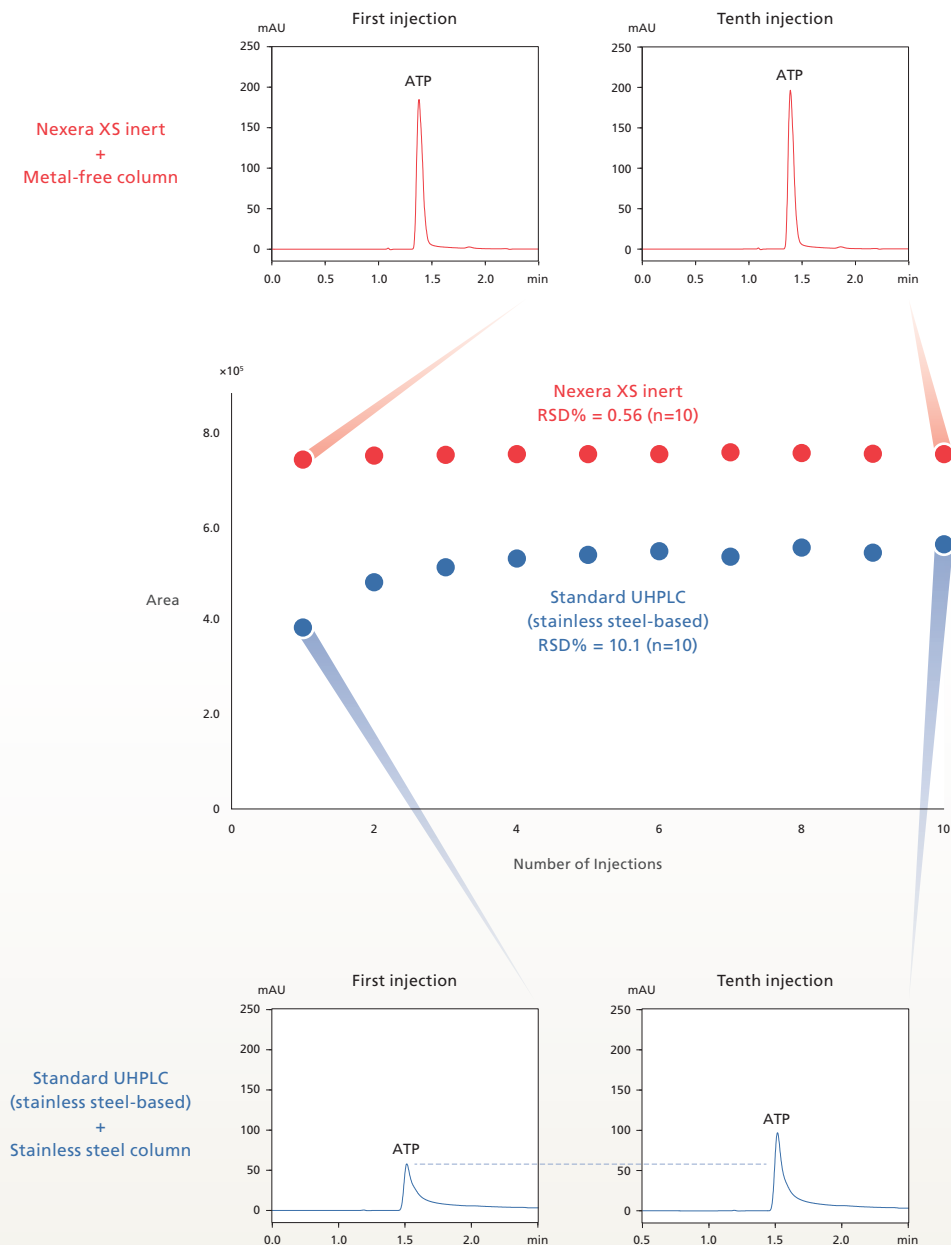 First injection
mAU
250
200
150
100
50
0
ATP
0.0 0.5 1.0 1.5 2.0 min
Tenth injection
mAU
250
200
150
100
50
0
ATP
0.0 0.5 1.0 1.5 2.0 min
Nexera XS inert
+
Metal-free column
×10⁵
8.0
6.0
4.0
2.0
0
Area
Nexera XS inert
RSD% = 0.56 (n=10)
Standard UHPLC
(stainless steel-based)
RSD% = 10.1 (n=10)
0 2 4 6 8 10
Number of Injections
First injection
mAU
250
200
150
100
50
0
ATP
0.0 1.0 1.5 2.0 min
Tenth injection
mAU
250
200
150
100
50
0
ATP
0.5 1.0 1.5 2.0 min
Standard UHPLC
(stainless steel-based)
+
Stainless steel column